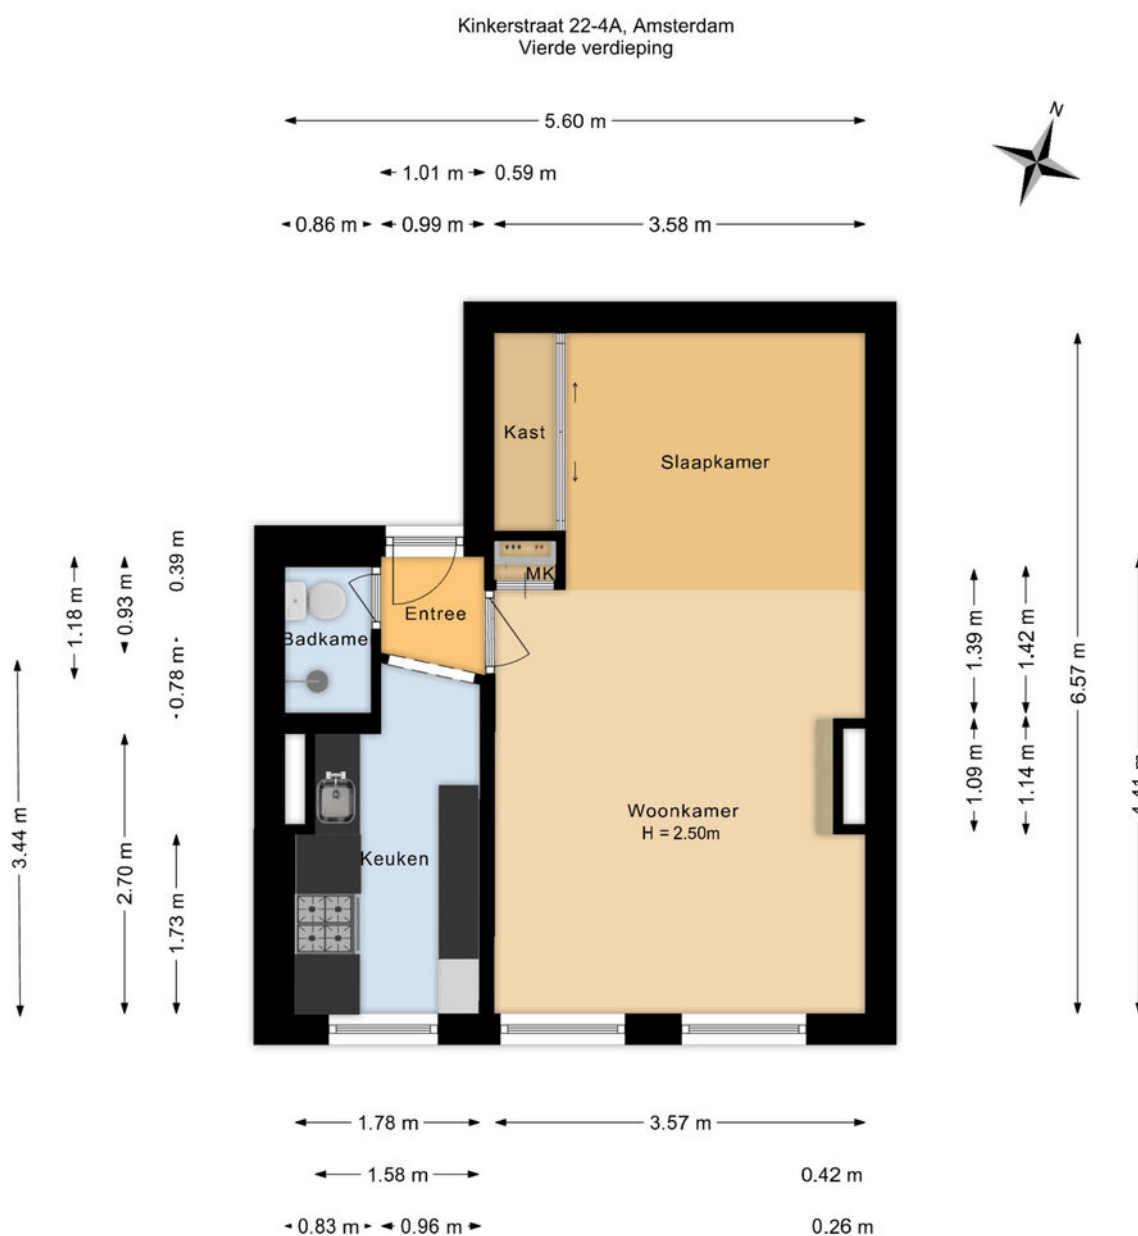 Kinkerstraat 22-4A, Amsterdam
Vierde verdieping
N
5.60 m
1.01 m
0.59 m
0.86 m
0.99 m
3.58 m
Kast
Slaapkamer
MK
Entree
Badkamer
Woonkamer
H = 2.50m
Keuken
3.44 m
1.18 m
0.93 m
2.70 m
0.39 m
0.78 m
1.73 m
1.39 m
1.09 m
1.42 m
1.14 m
6.57 m
4.41 m
1.78 m
3.57 m
1.58 m
0.42 m
0.83 m
0.96 m
0.26 m